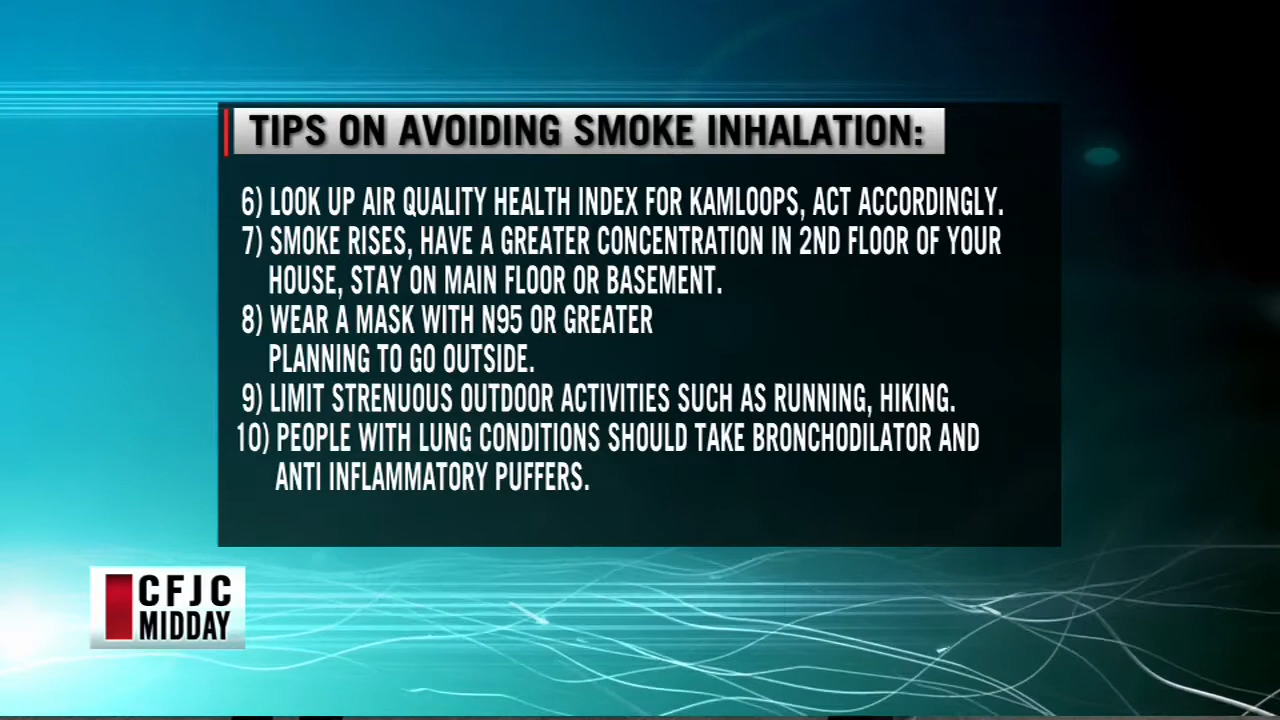 TIPS ON AVOIDING SMOKE INHALATION:
6) LOOK UP AIR QUALITY HEALTH INDEX FOR KAMLOOPS, ACT ACCORDINGLY.
7) SMOKE RISES, HAVE A GREATER CONCENTRATION IN 2ND FLOOR OF YOUR
HOUSE, STAY ON MAIN FLOOR OR BASEMENT.
8) WEAR A MASK WITH N95 OR GREATER
PLANNING TO GO OUTSIDE.
9) LIMIT STRENUOUS OUTDOOR ACTIVITIES SUCH AS RUNNING, HIKING.
10) PEOPLE WITH LUNG CONDITIONS SHOULD TAKE BRONCHODILATOR AND
ANTI INFLAMMATORY PUFFERS.
CFJC
MIDDAY